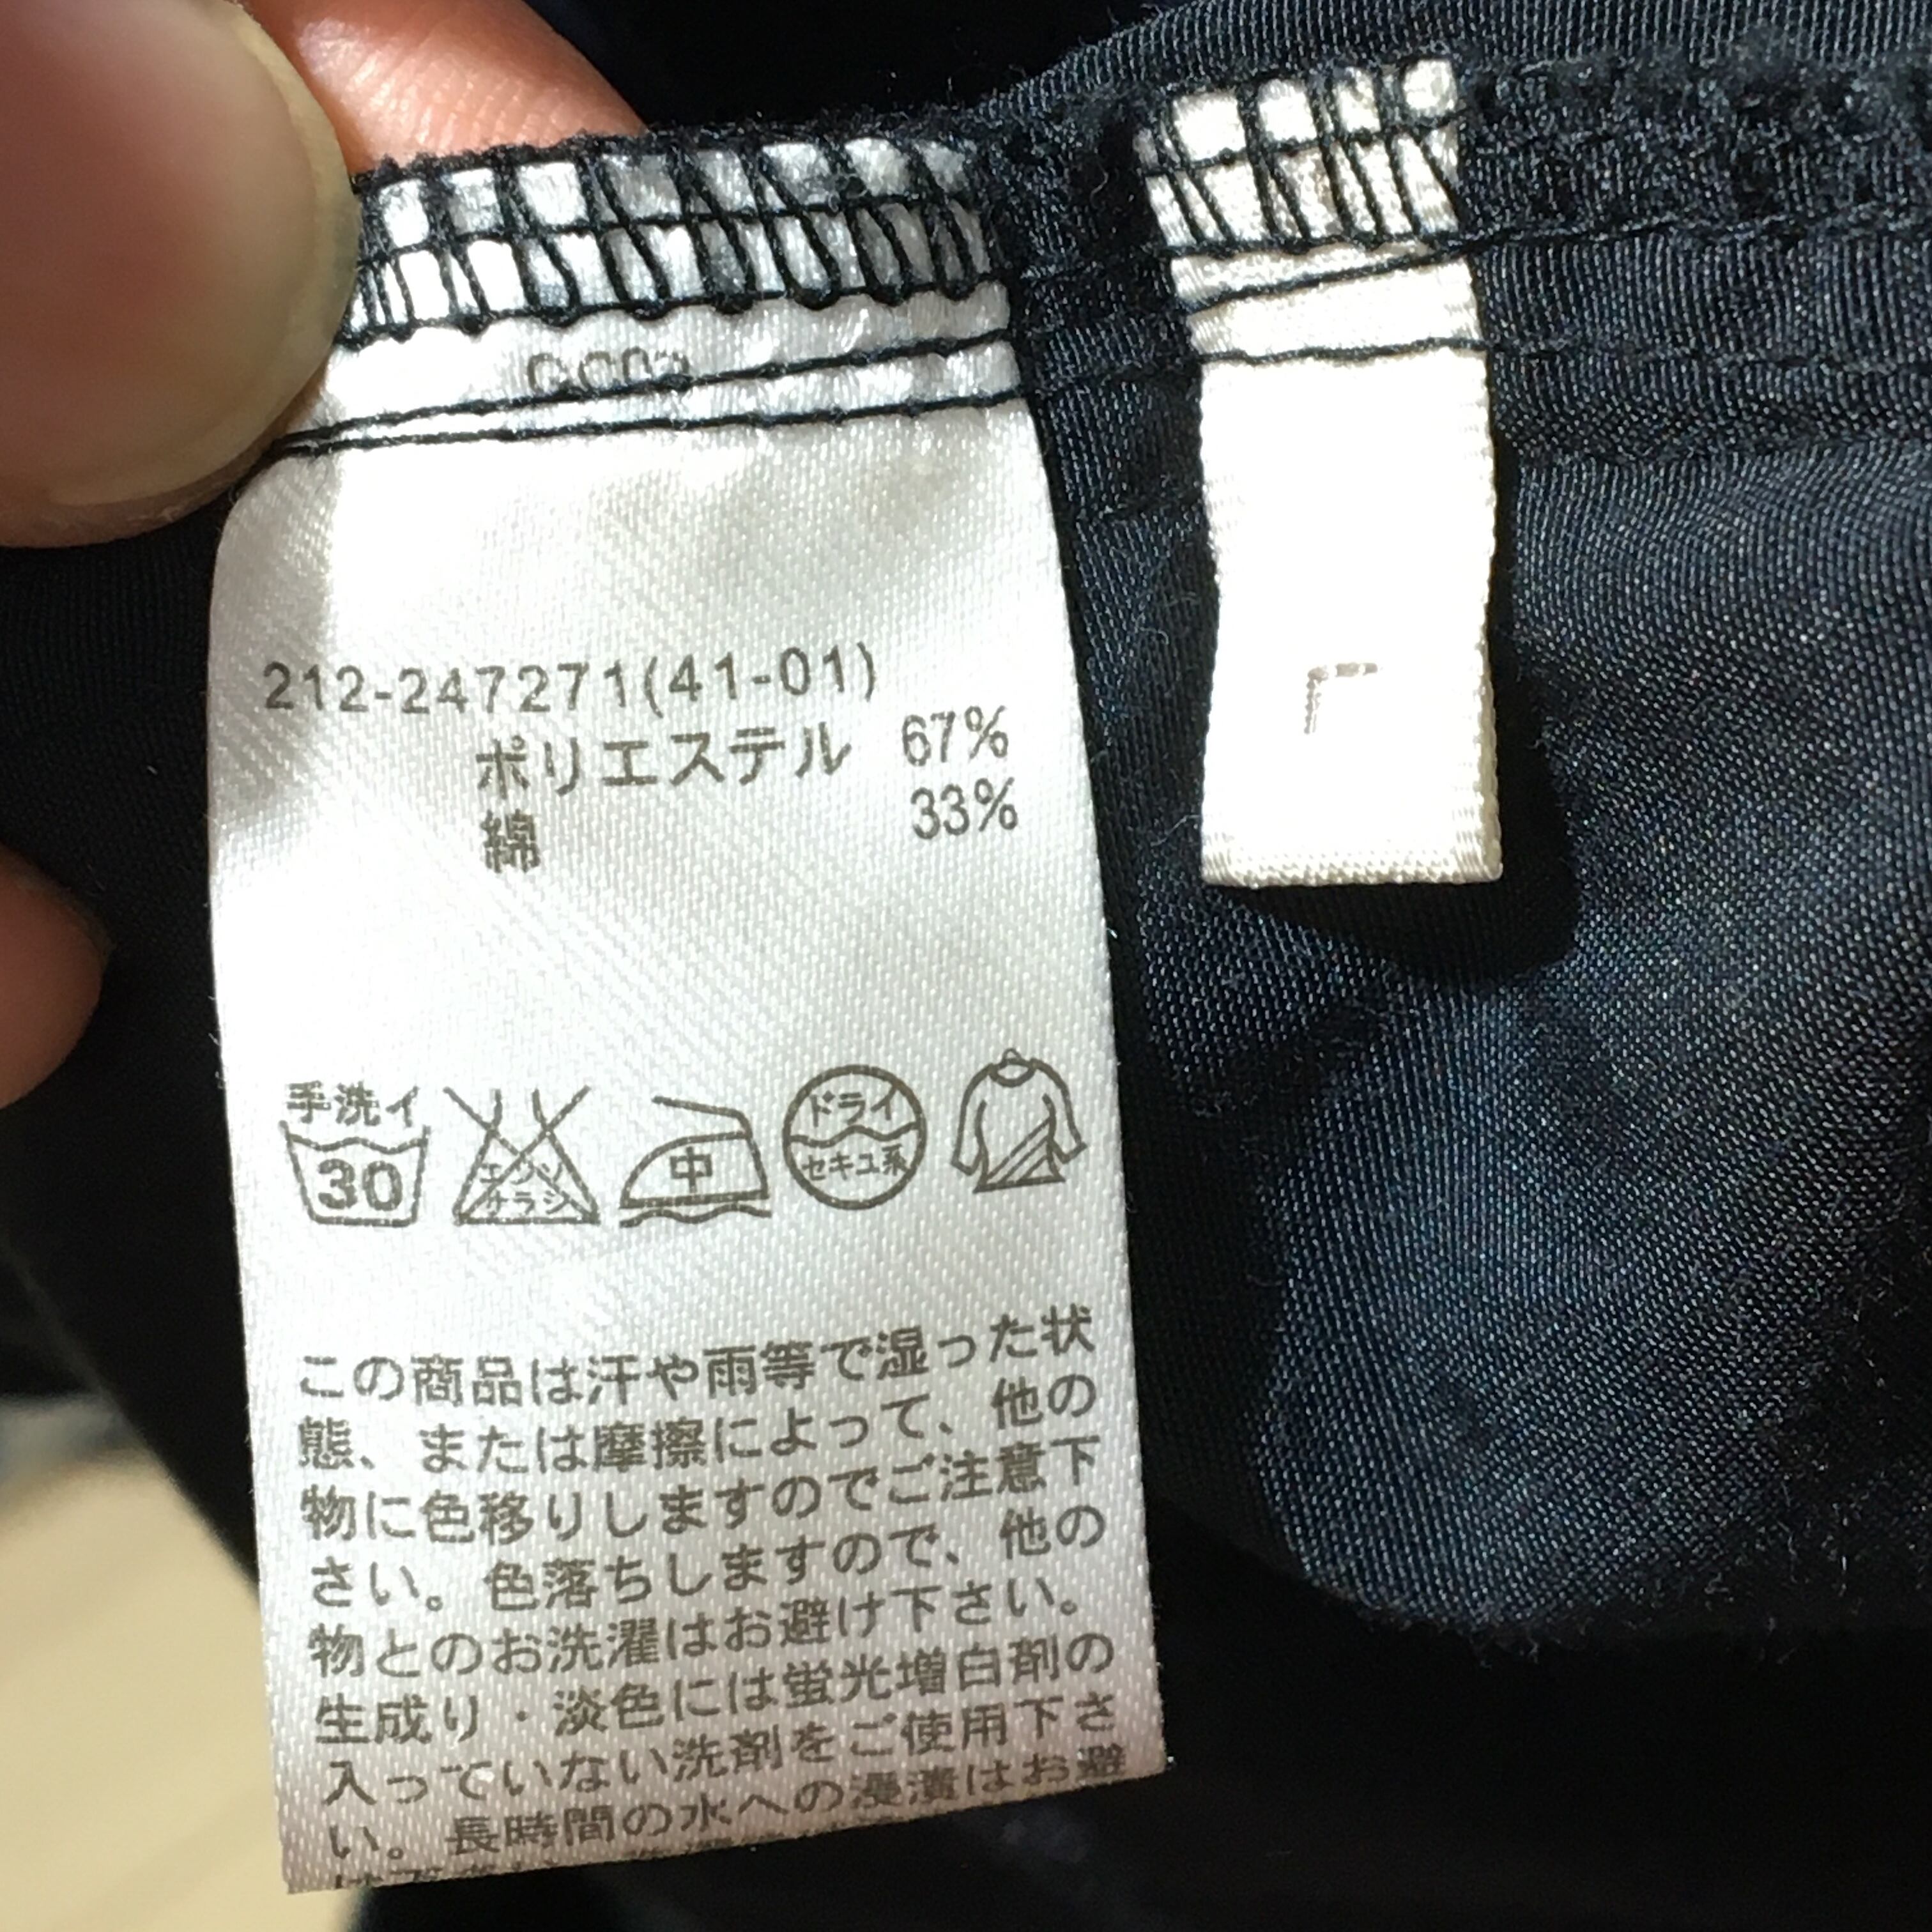 212-247271(41-01)
ポリエステル 67%
綿 33%
L
手洗イ
30
エンソ
サラシ
中
ドライ
セキユ系
この商品は汗や雨等で湿った状
態、または摩擦によって、他の
物に色移りしますのでご注意下
さい。色落ちしますので、他の
物とのお洗濯はお避け下さい。
生成り・淡色には蛍光増白剤の
入っていない洗剤をご使用下さ
い。長時間の水への浸漬はお避